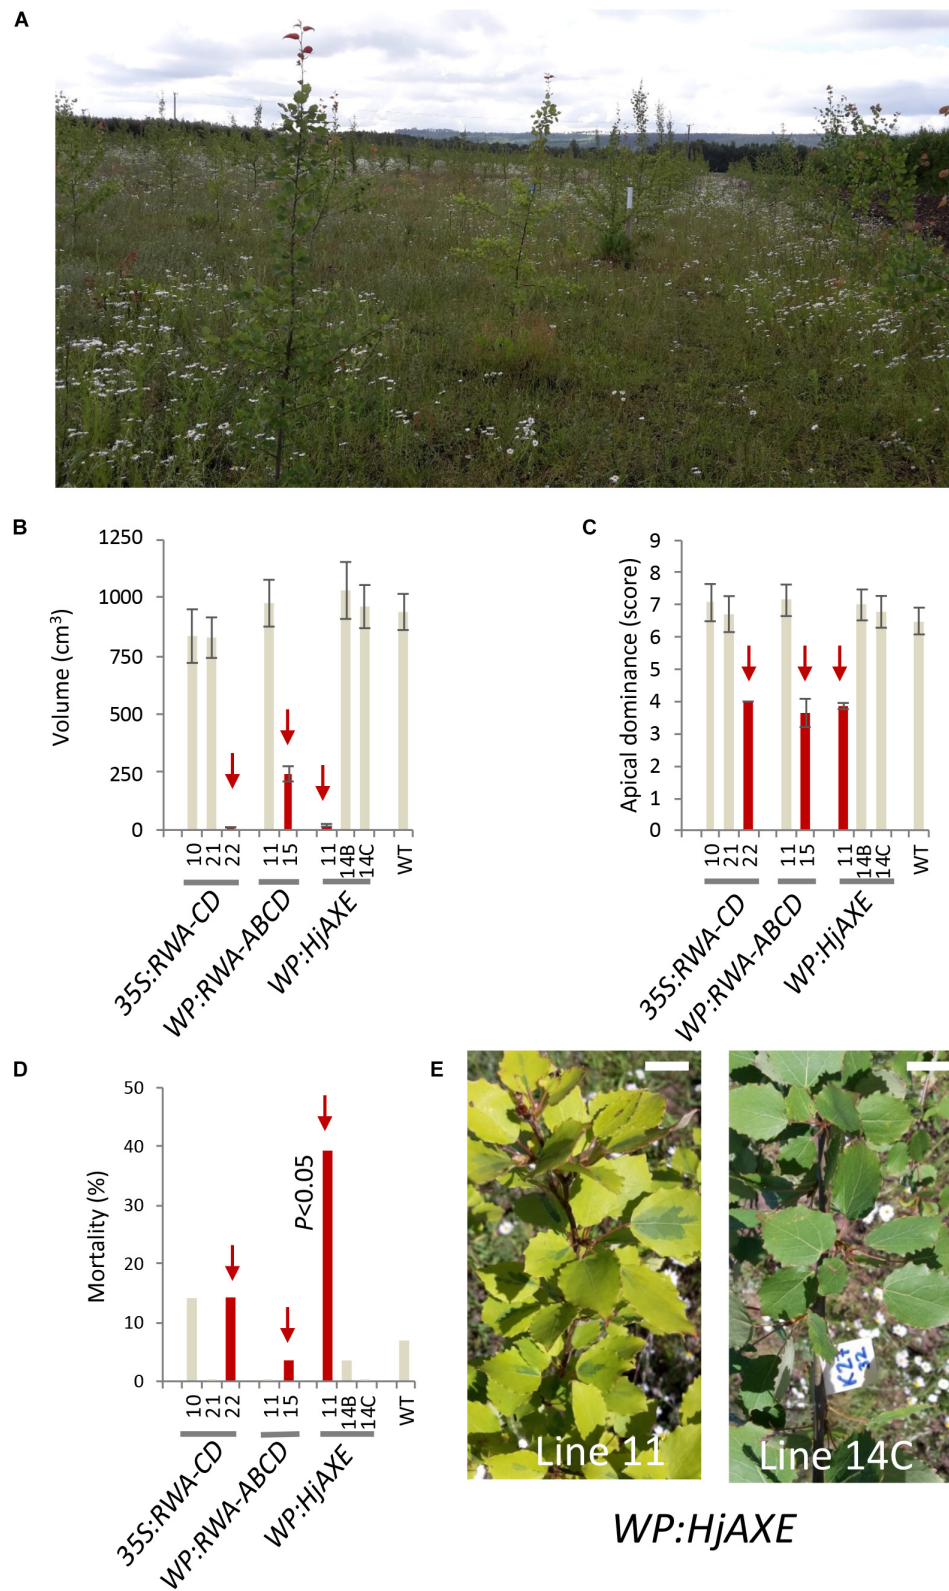 A
B
C
1250
1000
750
500
250
0
Volume (cm³)
10 21 22 11 15 11 14B 14C WT
35S:RWA-CD
WP:RWA-ABCD
WP:HjAXE
9
8
7
6
5
4
3
2
1
0
Apical dominance (score)
10 21 22 11 15 11 14B 14C WT
35S:RWA-CD
WP:RWA-ABCD
WP:HjAXE
D
50
40
30
20
10
0
Mortality (%)
P<0.05
10 21 22 11 15 11 14B 14C WT
35S:RWA-CD
WP:RWA-ABCD
WP:HjAXE
E
Line 11
K27
32
Line 14C
WP:HjAXE